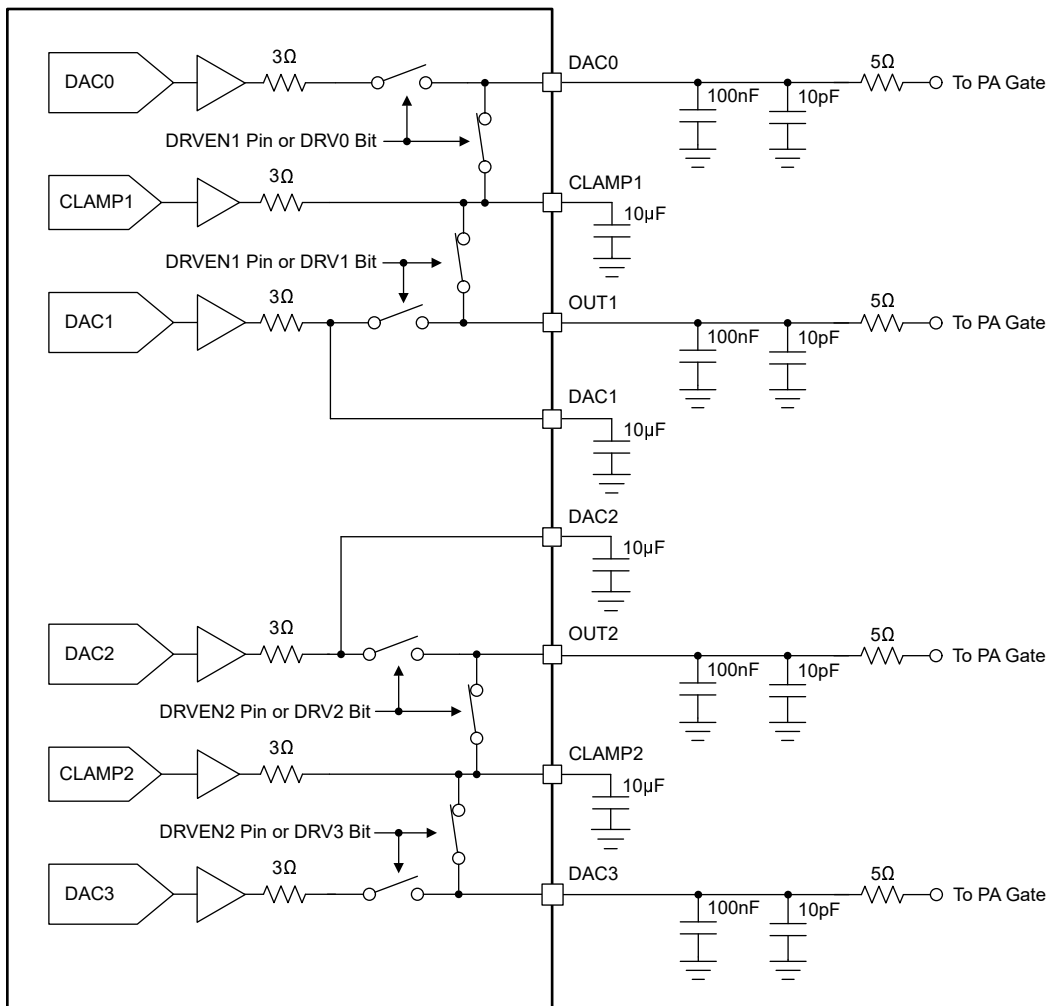 3Ω
DAC0
DAC0
5Ω
To PA Gate
100nF
10pF
DRVEN1 Pin or DRV0 Bit
3Ω
CLAMP1
CLAMP1
10µF
DRVEN1 Pin or DRV1 Bit
3Ω
DAC1
OUT1
5Ω
To PA Gate
100nF
10pF
DAC1
10µF
DAC2
10µF
3Ω
DAC2
OUT2
5Ω
To PA Gate
100nF
10pF
DRVEN2 Pin or DRV2 Bit
3Ω
CLAMP2
CLAMP2
10µF
DRVEN2 Pin or DRV3 Bit
3Ω
DAC3
DAC3
5Ω
To PA Gate
100nF
10pF